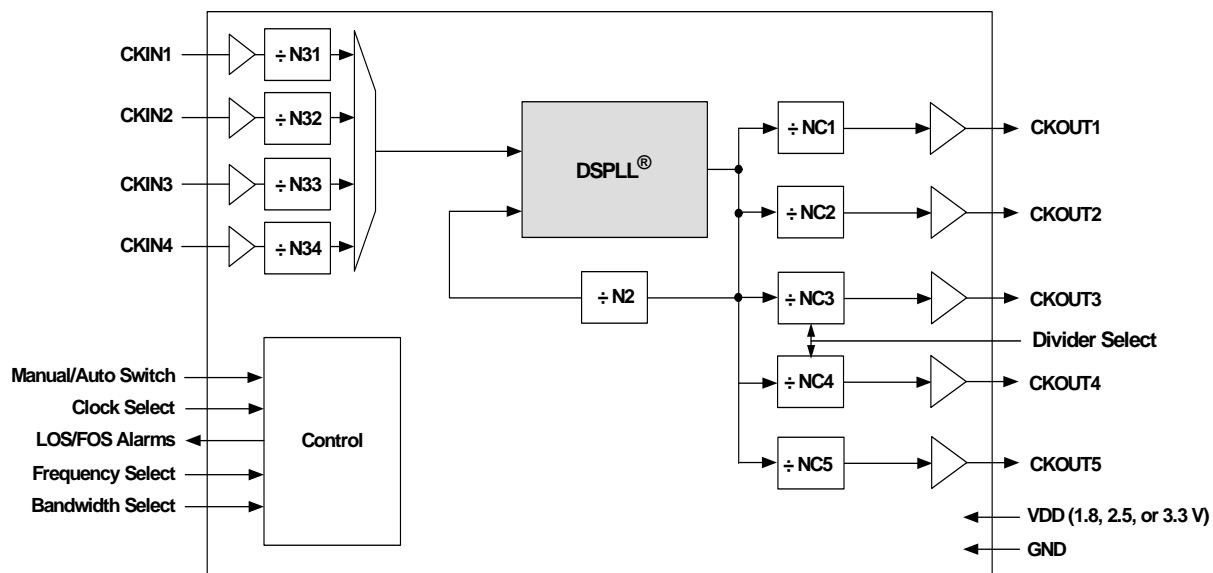 CKIN1
÷ N31
CKIN2
÷ N32
CKIN3
÷ N33
CKIN4
÷ N34
DSPLL®
÷ N2
÷ NC1
CKOUT1
÷ NC2
CKOUT2
÷ NC3
CKOUT3
Divider Select
÷ NC4
CKOUT4
÷ NC5
CKOUT5
VDD (1.8, 2.5, or 3.3 V)
GND
Manual/Auto Switch
Clock Select
LOS/FOS Alarms
Frequency Select
Bandwidth Select
Control